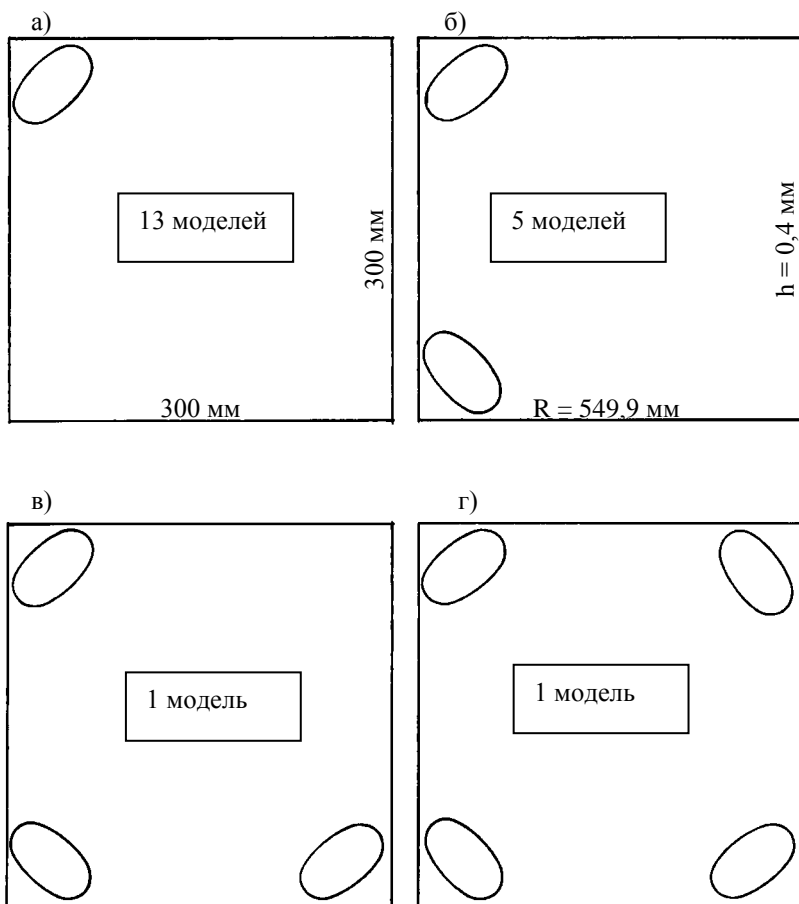 а)
б)
13 моделей
5 моделей
300 мм
h = 0,4 мм
300 мм
R = 549,9 мм
в)
г)
1 модель
1 модель